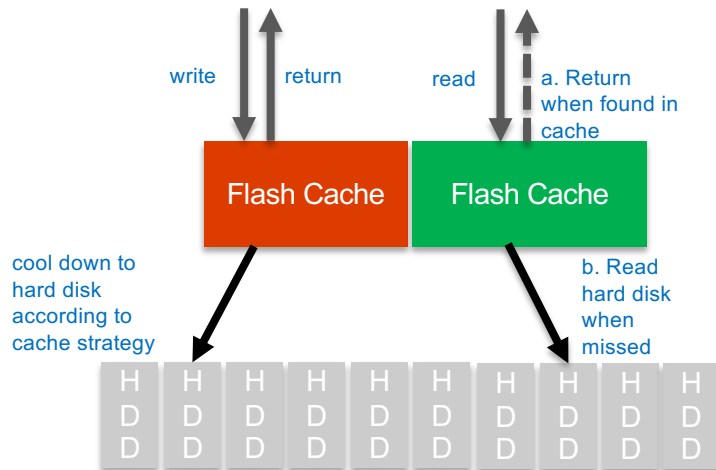 write
return
read
a. Return
when found in
cache
Flash Cache
Flash Cache
cool down to
hard disk
according to
cache strategy
b. Read
hard disk
when
missed
H H H H H H H H H H
D D D D D D D D D D
D D D D D D D D D D